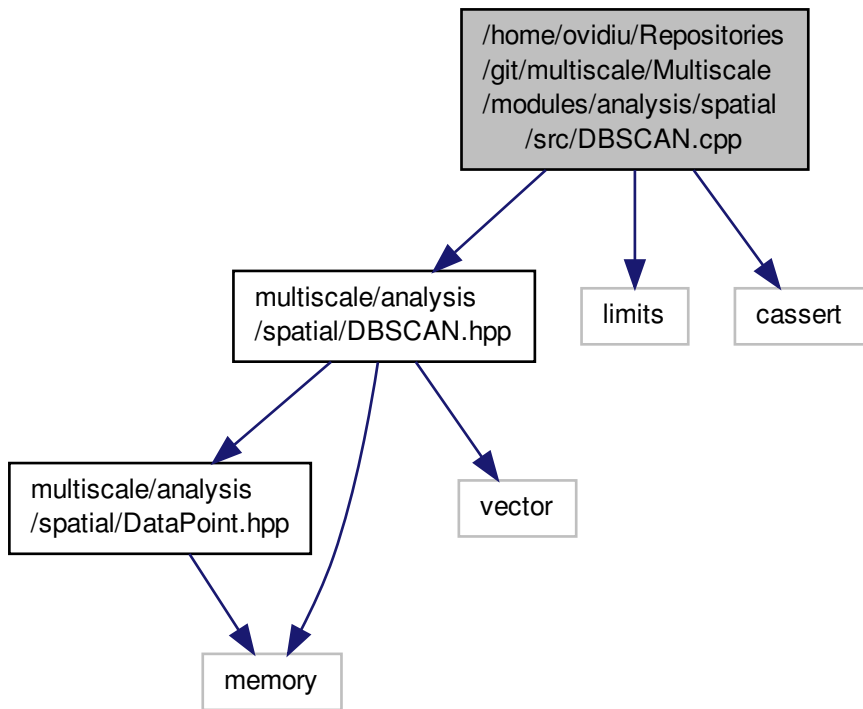 /home/ovidiu/Repositories
/git/multiscale/Multiscale
/modules/analysis/spatial
/src/DBSCAN.cpp
multiscale/analysis
/spatial/DBSCAN.hpp
limits
cassert
multiscale/analysis
/spatial/DataPoint.hpp
vector
memory